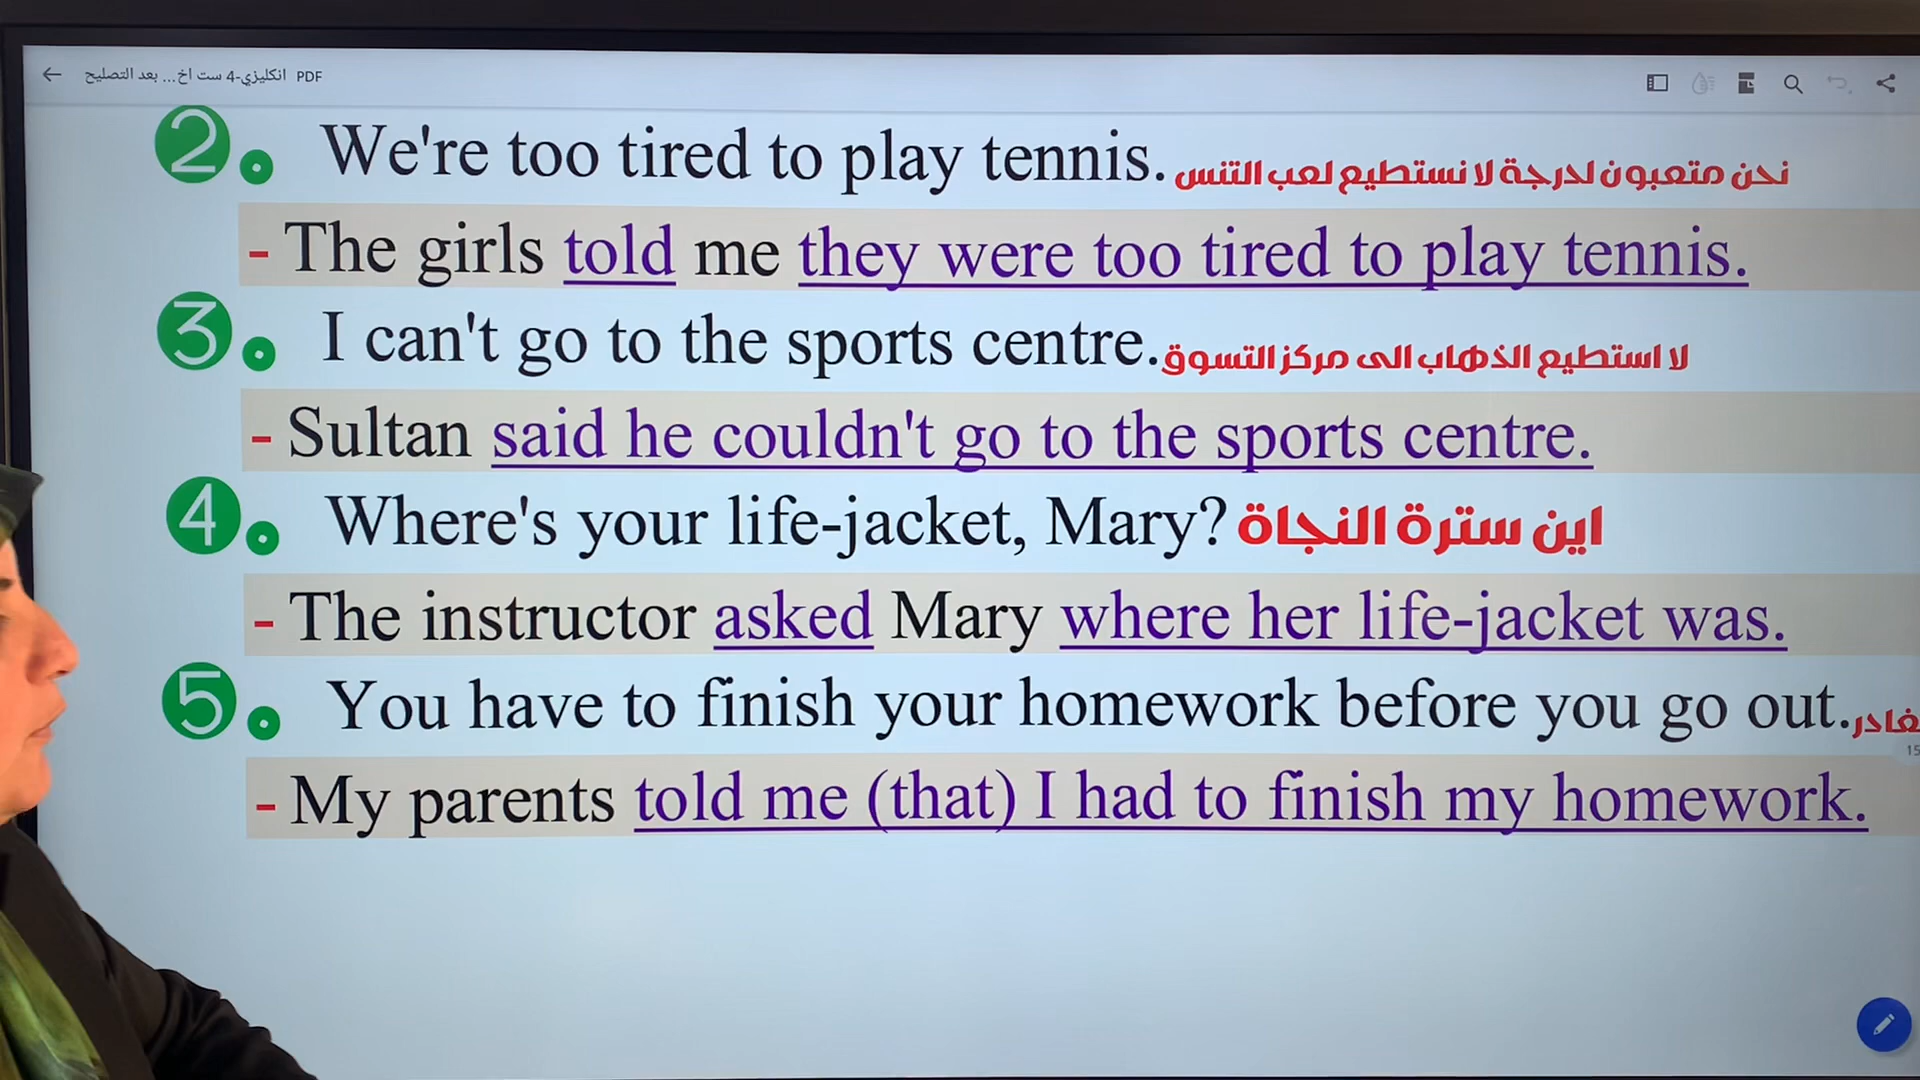 انكليزي-4 ست اخ... بعد التصليح PDF
2. We're too tired to play tennis. نحن متعبون لدرجة لا نستطيع لعب التنس
- The girls told me they were too tired to play tennis.
3. I can't go to the sports centre. لا استطيع الذهاب الى مركز التسوق
- Sultan said he couldn't go to the sports centre.
4. Where's your life-jacket, Mary? اين سترة النجاة
- The instructor asked Mary where her life-jacket was.
5. You have to finish your homework before you go out.
15
- My parents told me (that) I had to finish my homework.